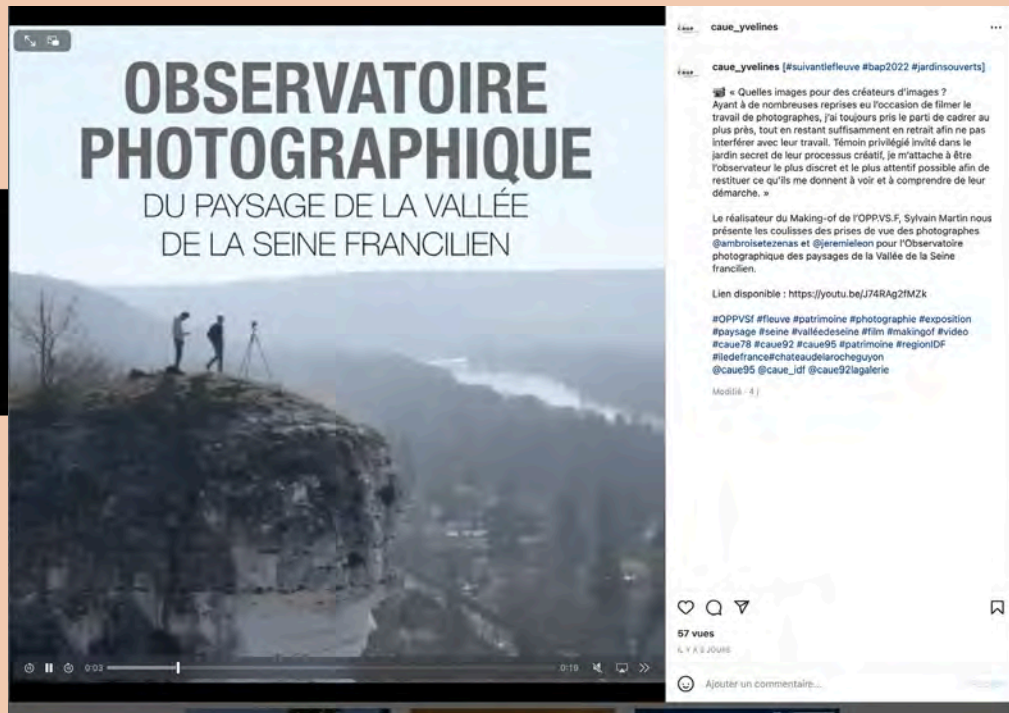 OBSERVATOIRE
PHOTOGRAPHIQUE
DU PAYSAGE DE LA VALLÉE
DE LA SEINE FRANCILIEN
0:03
0:19
caue_yvelines
caue_yvelines [#suivantlefleuve #bap2022 #jardinsouverts]
« Quelles images pour des créateurs d'images ?
Ayant à de nombreuses reprises eu l'occasion de filmer le
travail de photographes, j'ai toujours pris le parti de cadrer au
plus près, tout en restant suffisamment en retrait afin ne pas
interférer avec leur travail. Témoin privilégié invité dans le
jardin secret de leur processus créatif, je m'attache à être
l'observateur le plus discret et le plus attentif possible afin de
restituer ce qu'ils me donnent à voir et à comprendre de leur
démarche. »
Le réalisateur du Making-of de l'OPP.VS.F, Sylvain Martin nous
présente les coulisses des prises de vue des photographes
@ambroisetezenas et @jeremieleon pour l'Observatoire
photographique des paysages de la Vallée de la Seine
francilien.
Lien disponible : https://youtu.be/J74RAg2fMZk
#OPPVSf #fleuve #patrimoine #photographie #exposition
#paysage #seine #valléedeseine #film #makingof #video
#caue78 #caue92 #caue95 #patrimoine #regionIDF
#iledefrance#chateaudelarocheguyon
@caue95 @caue_idf @caue92lagalerie
Modifié · 4 j
57 vues
IL Y A 5 JOURS
Ajouter un commentaire...